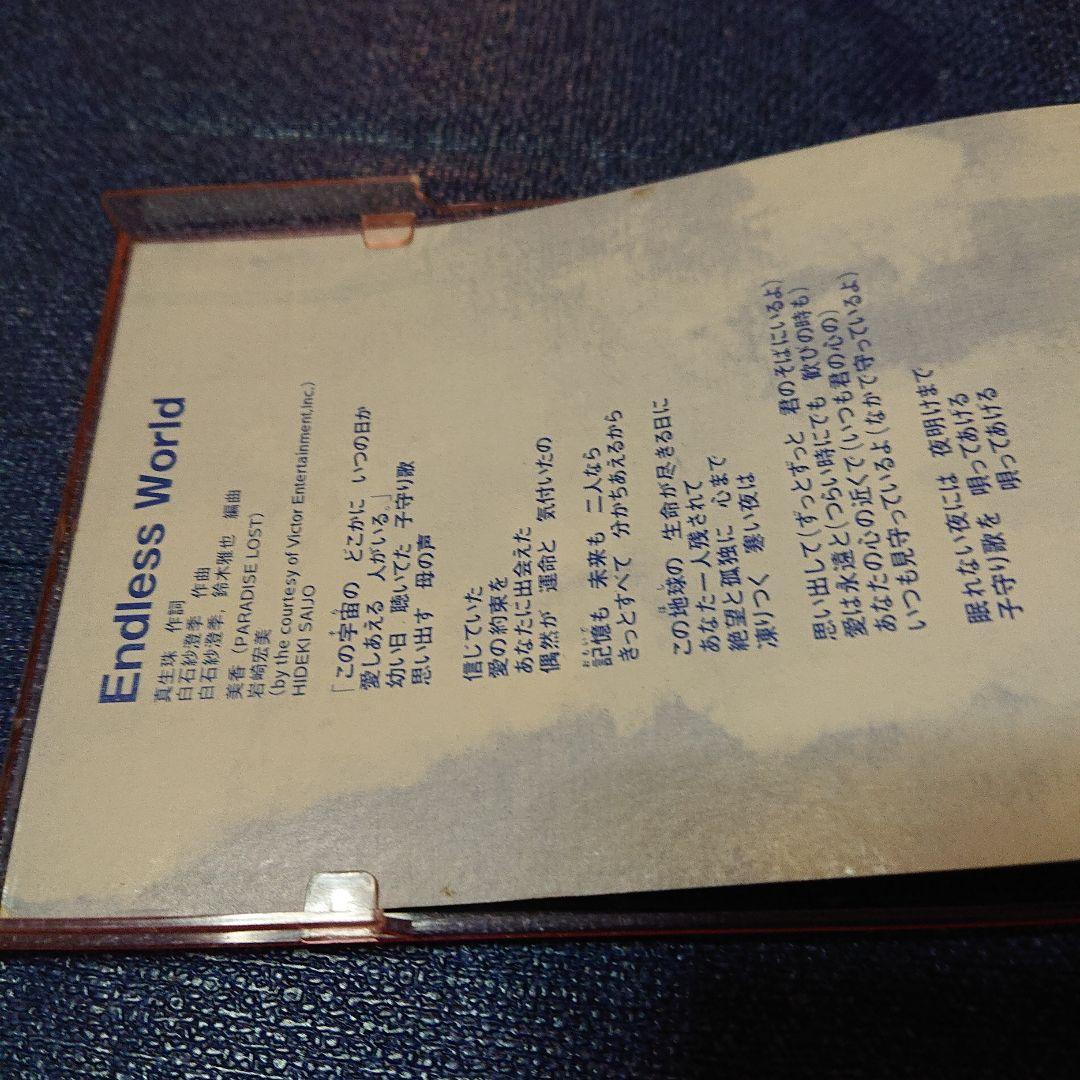 Endless World
真生珠　作詞
白石紗澄季　作曲
白石紗澄季，鈴木雅也　編曲
美香（PARADISE LOST）
岩崎宏美
（by the courtesy of Victor Entertainment,Inc.）
HIDEKI SAIJO
「この宇宙の　どこかに　いつの日か
愛しあえる　人がいる。」
幼い日　聴いてた　子守り歌
思い出す　母の声
信じていた
愛の約束を
あなたに出会えた
偶然が　運命と　気付いたの
記憶も　未来も　二人なら
きっとすべて　分かちあえるから
この地球の　生命が尽きる日に
あなた一人残されて
絶望と孤独に　心まで
凍りつく　寒い夜は
思い出して(ずっとずっと　君のそばにいるよ)
愛は永遠と(つらい時にでも　歓びの時も)
あなたの心の近くで(いつも君の心の)
いつも見守っているよ(なかで守っているよ)
眠れない夜には　夜明けまで
子守り歌を　唄ってあげる
唄ってあげる